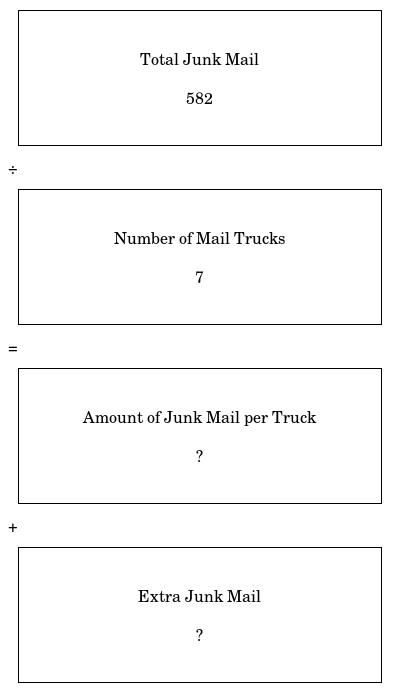 Total Junk Mail
582
÷
Number of Mail Trucks
7
=
Amount of Junk Mail per Truck
?
+
Extra Junk Mail
?